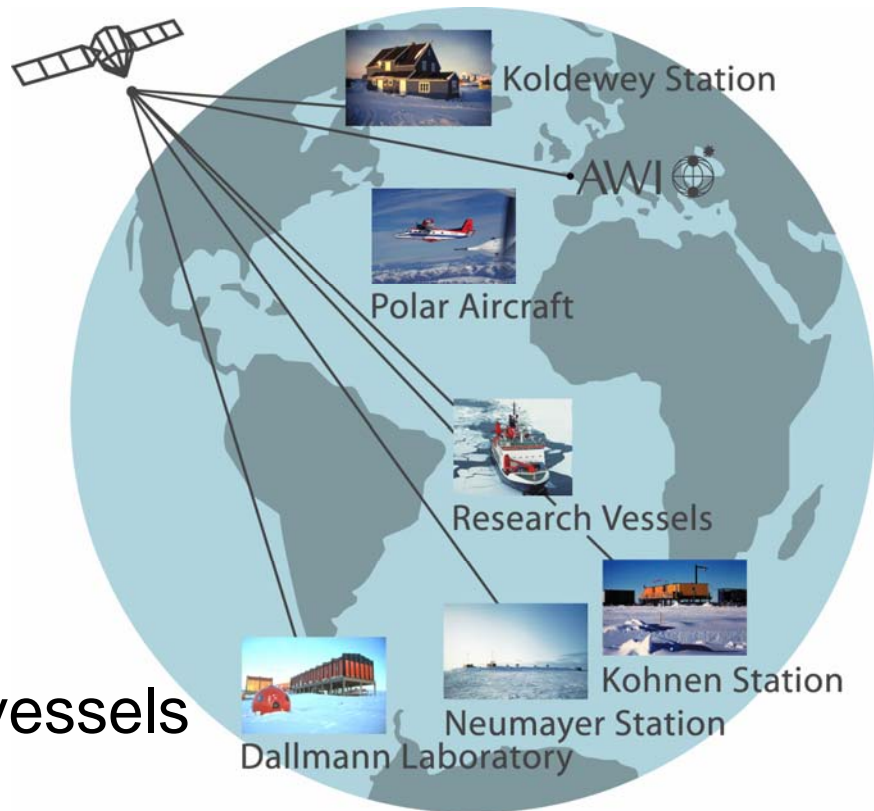 Koldewey Station
AWI
Polar Aircraft
Research Vessels
Kohnen Station
Neumayer Station
vessels
Dallmann Laboratory